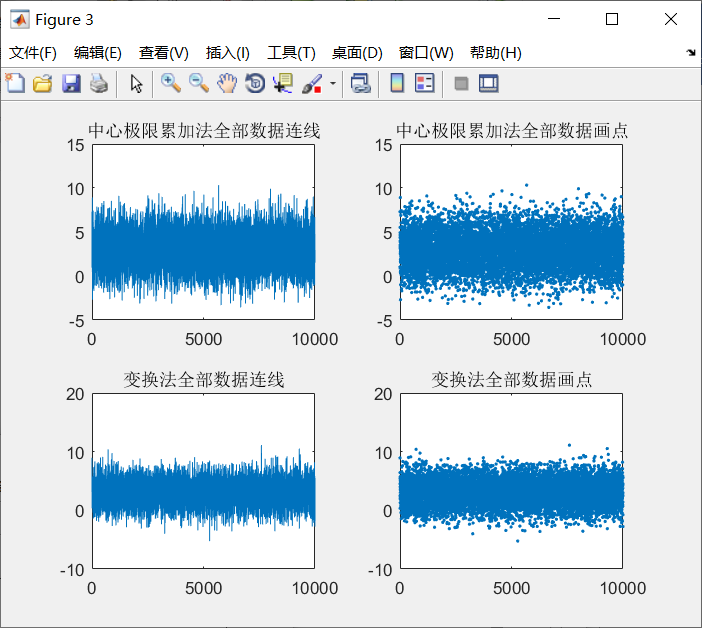 Figure 3
文件(F) 编辑(E) 查看(V) 插入(I) 工具(T) 桌面(D) 窗口(W) 帮助(H)
中心极限累加法全部数据连线
15
10
5
0
-5
0 5000 10000
中心极限累加法全部数据画点
15
10
5
0
-5
0 5000 10000
变换法全部数据连线
20
10
0
-10
0 5000 10000
变换法全部数据画点
20
10
0
-10
0 5000 10000